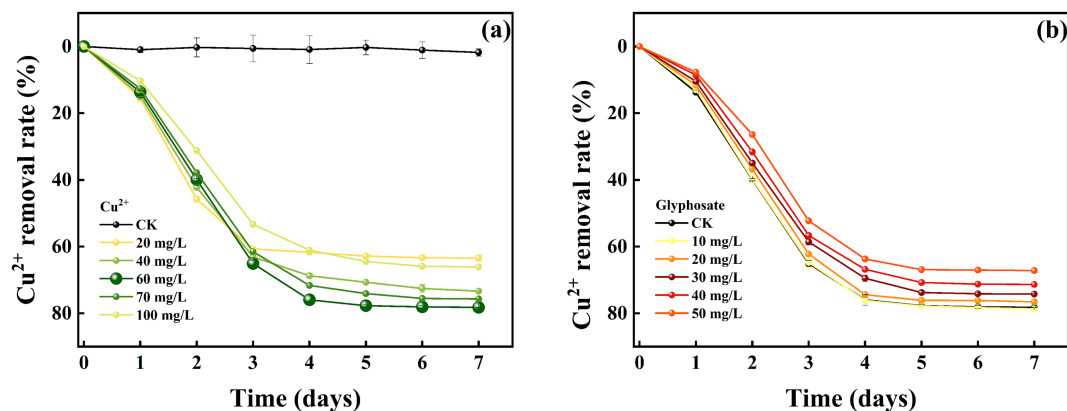 (a)
Cu²⁺ removal rate (%)
0
20
40
60
80
Cu²⁺
CK
20 mg/L
40 mg/L
60 mg/L
70 mg/L
100 mg/L
0 1 2 3 4 5 6 7
Time (days)
(b)
Cu²⁺ removal rate (%)
0
20
40
60
80
Glyphosate
CK
10 mg/L
20 mg/L
30 mg/L
40 mg/L
50 mg/L
0 1 2 3 4 5 6 7
Time (days)